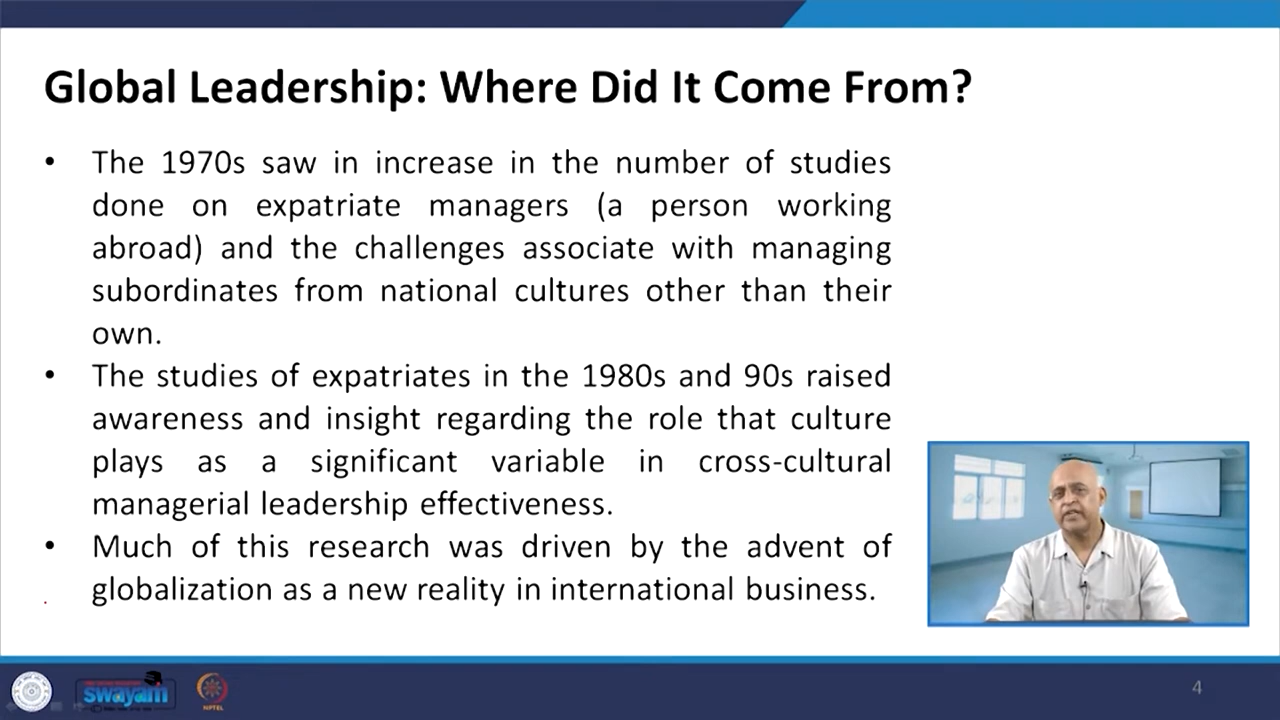 Global Leadership: Where Did It Come From?
• The 1970s saw in increase in the number of studies
done on expatriate managers (a person working
abroad) and the challenges associate with managing
subordinates from national cultures other than their
own.
• The studies of expatriates in the 1980s and 90s raised
awareness and insight regarding the role that culture
plays as a significant variable in cross-cultural
managerial leadership effectiveness.
• Much of this research was driven by the advent of
globalization as a new reality in international business.
swayam
NPTEL
4